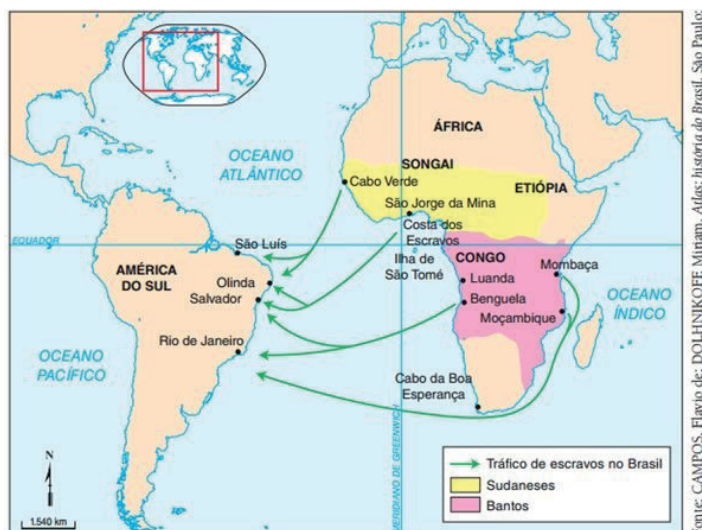 ÁFRICA
OCEANO
ATLÂNTICO
SONGAI
Cabo Verde
ETIÓPIA
São Jorge da Mina
EQUADOR
São Luís
Costa dos
Escravos
AMÉRICA
DO SUL
Olinda
Salvador
Ilha de
São Tomé
CONGO
Luanda
Benguela
Mombaça
Moçambique
OCEANO
ÍNDICO
Rio de Janeiro
OCEANO
PACÍFICO
Cabo da Boa
Esperança
MERIDIANO DE GREENWICH
N
1.540 km
Tráfico de escravos no Brasil
Sudaneses
Bantos
Fonte: CAMPOS, Flavio de; DOLHNIKOFF, Miriam. Atlas: história do Brasil. São Paulo: